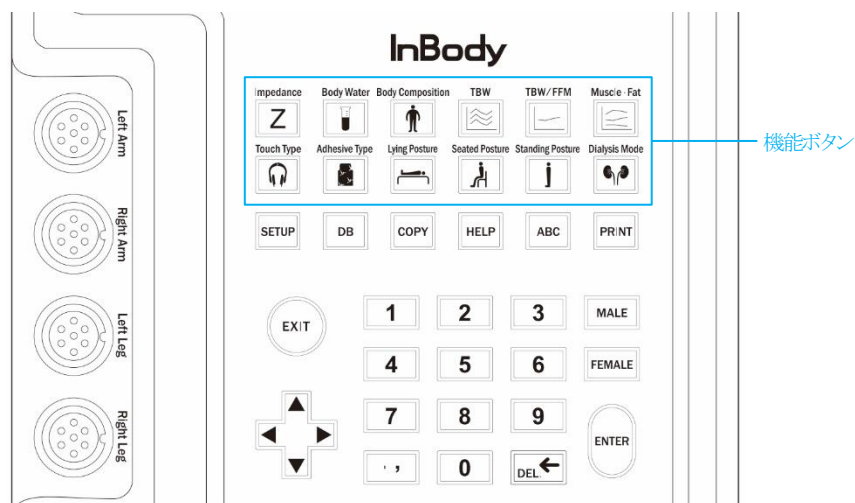 InBody
Impedance Body Water Body Composition TBW TBW/FFM Muscle-Fat
Z
Touch Type Adhesive Type Lying Posture Seated Posture Standing Posture Dialysis Mode
機能ボタン
SETUP DB COPY HELP ABC PRINT
EXIT
1 2 3 MALE
4 5 6 FEMALE
7 8 9
ENTER
. , 0 DEL
Left Arm
Right Arm
Left Leg
Right Leg